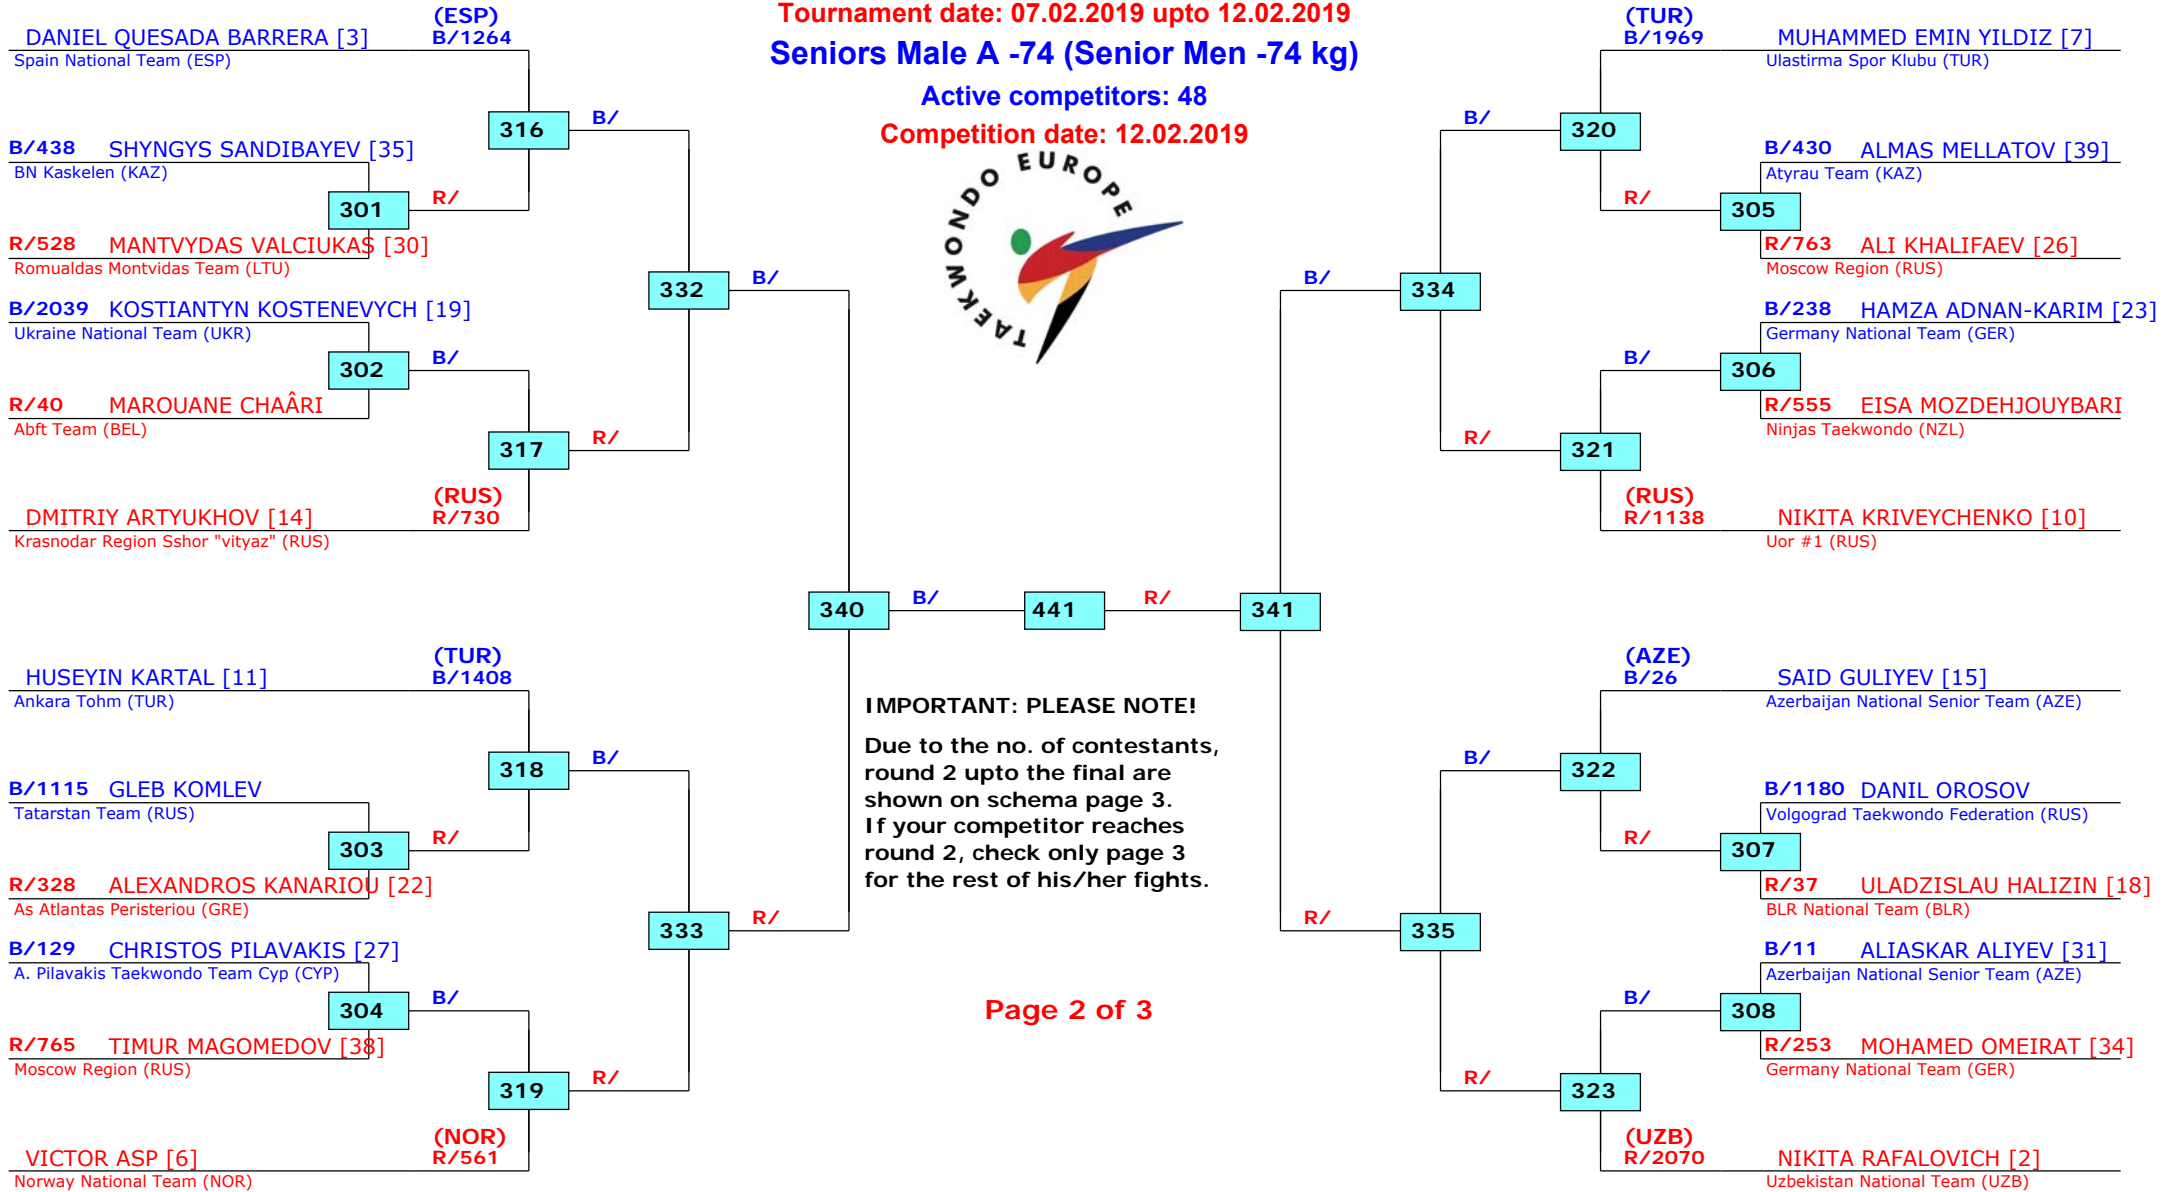 Tournament date: 07.02.2019 upto 12.02.2019
Seniors Male A -74 (Senior Men -74 kg)
Active competitors: 48
Competition date: 12.02.2019
TAEKWONDO EUROPE
(ESP)
DANIEL QUESADA BARRERA [3] B/1264
Spain National Team (ESP)
316 B/
B/438 SHYNGYS SANDIBAYEV [35]
BN Kaskelen (KAZ)
301 R/
R/528 MANTVYDAS VALCIUKAS [30]
Romualdas Montvidas Team (LTU)
332 B/
B/2039 KOSTIANTYN KOSTENEVYCH [19]
Ukraine National Team (UKR)
302 B/
R/40 MAROUANE CHAÂRI
Abft Team (BEL)
317 R/
(RUS)
DMITRIY ARTYUKHOV [14] R/730
Krasnodar Region Sshor "vityaz" (RUS)
340 B/ 441 R/ 341
(TUR)
HUSEYIN KARTAL [11] B/1408
Ankara Tohm (TUR)
318 B/
B/1115 GLEB KOMLEV
Tatarstan Team (RUS)
303 R/
R/328 ALEXANDROS KANARIOU [22]
As Atlantas Peristeriou (GRE)
333 R/
B/129 CHRISTOS PILAVAKIS [27]
A. Pilavakis Taekwondo Team Cyp (CYP)
304 B/
R/765 TIMUR MAGOMEDOV [38]
Moscow Region (RUS)
319 R/
(NOR)
VICTOR ASP [6] R/561
Norway National Team (NOR)
IMPORTANT: PLEASE NOTE!
Due to the no. of contestants,
round 2 upto the final are
shown on schema page 3.
If your competitor reaches
round 2, check only page 3
for the rest of his/her fights.
Page 2 of 3
(TUR)
B/1969 MUHAMMED EMIN YILDIZ [7]
Ulastirma Spor Klubu (TUR)
B/ 320
B/430 ALMAS MELLATOV [39]
Atyrau Team (KAZ)
R/ 305
R/763 ALI KHALIFAEV [26]
Moscow Region (RUS)
B/ 334
B/238 HAMZA ADNAN-KARIM [23]
Germany National Team (GER)
B/ 306
R/555 EISA MOZDEHJOUYBARI
Ninjas Taekwondo (NZL)
R/ 321
(RUS)
R/1138 NIKITA KRIVEYCHENKO [10]
Uor #1 (RUS)
(AZE)
B/26 SAID GULIYEV [15]
Azerbaijan National Senior Team (AZE)
B/ 322
B/1180 DANIL OROSOV
Volgograd Taekwondo Federation (RUS)
R/ 307
R/37 ULADZISLAU HALIZIN [18]
BLR National Team (BLR)
R/ 335
B/11 ALIASKAR ALIYEV [31]
Azerbaijan National Senior Team (AZE)
B/ 308
R/253 MOHAMED OMEIRAT [34]
Germany National Team (GER)
R/ 323
(UZB)
R/2070 NIKITA RAFALOVICH [2]
Uzbekistan National Team (UZB)